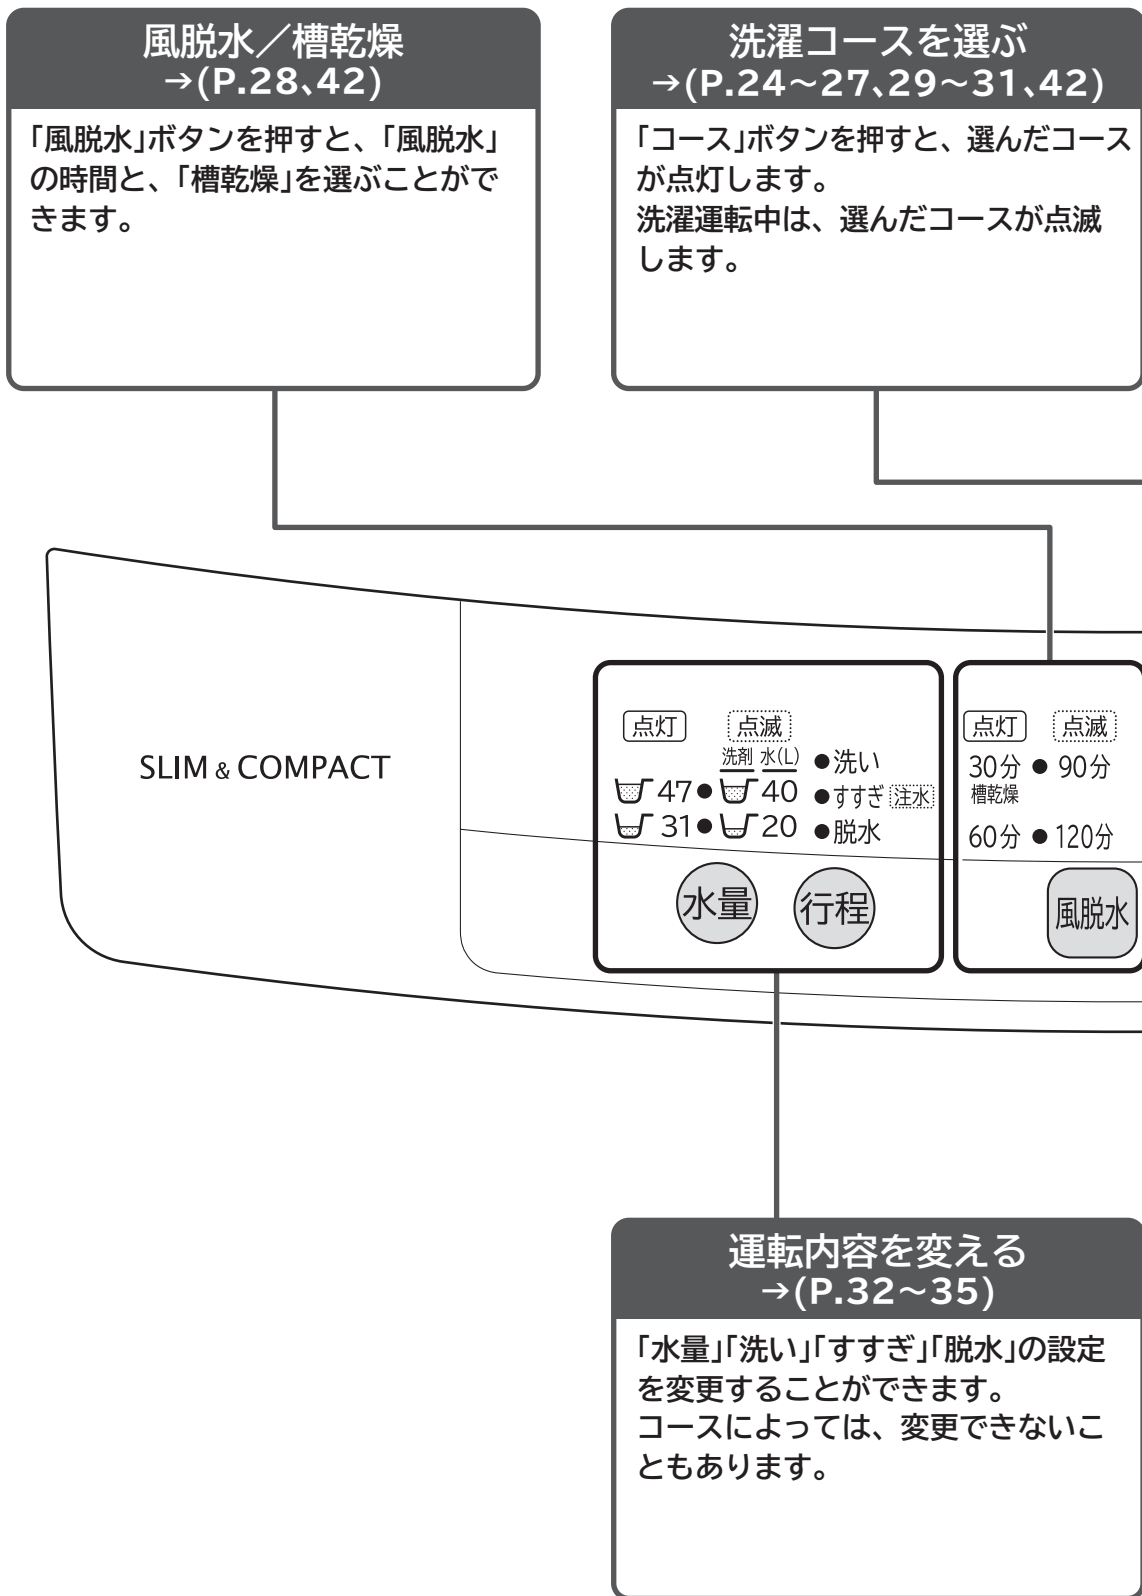 風脱水／槽乾燥
→(P.28、42)
「風脱水」ボタンを押すと、「風脱水」
の時間と、「槽乾燥」を選ぶことがで
きます。
洗濯コースを選ぶ
→(P.24～27、29～31、42)
「コース」ボタンを押すと、選んだコース
が点灯します。
洗濯運転中は、選んだコースが点滅
します。
SLIM & COMPACT
点灯 点滅
洗剤 水(L)
47●40
31●20
●洗い
●すすぎ 注水
●脱水
水量 行程
点灯 点滅
30分 ● 90分
槽乾燥
60分 ● 120分
風脱水
運転内容を変える
→(P.32～35)
「水量」「洗い」「すすぎ」「脱水」の設定
を変更することができます。
コースによっては、変更できないこ
ともあります。